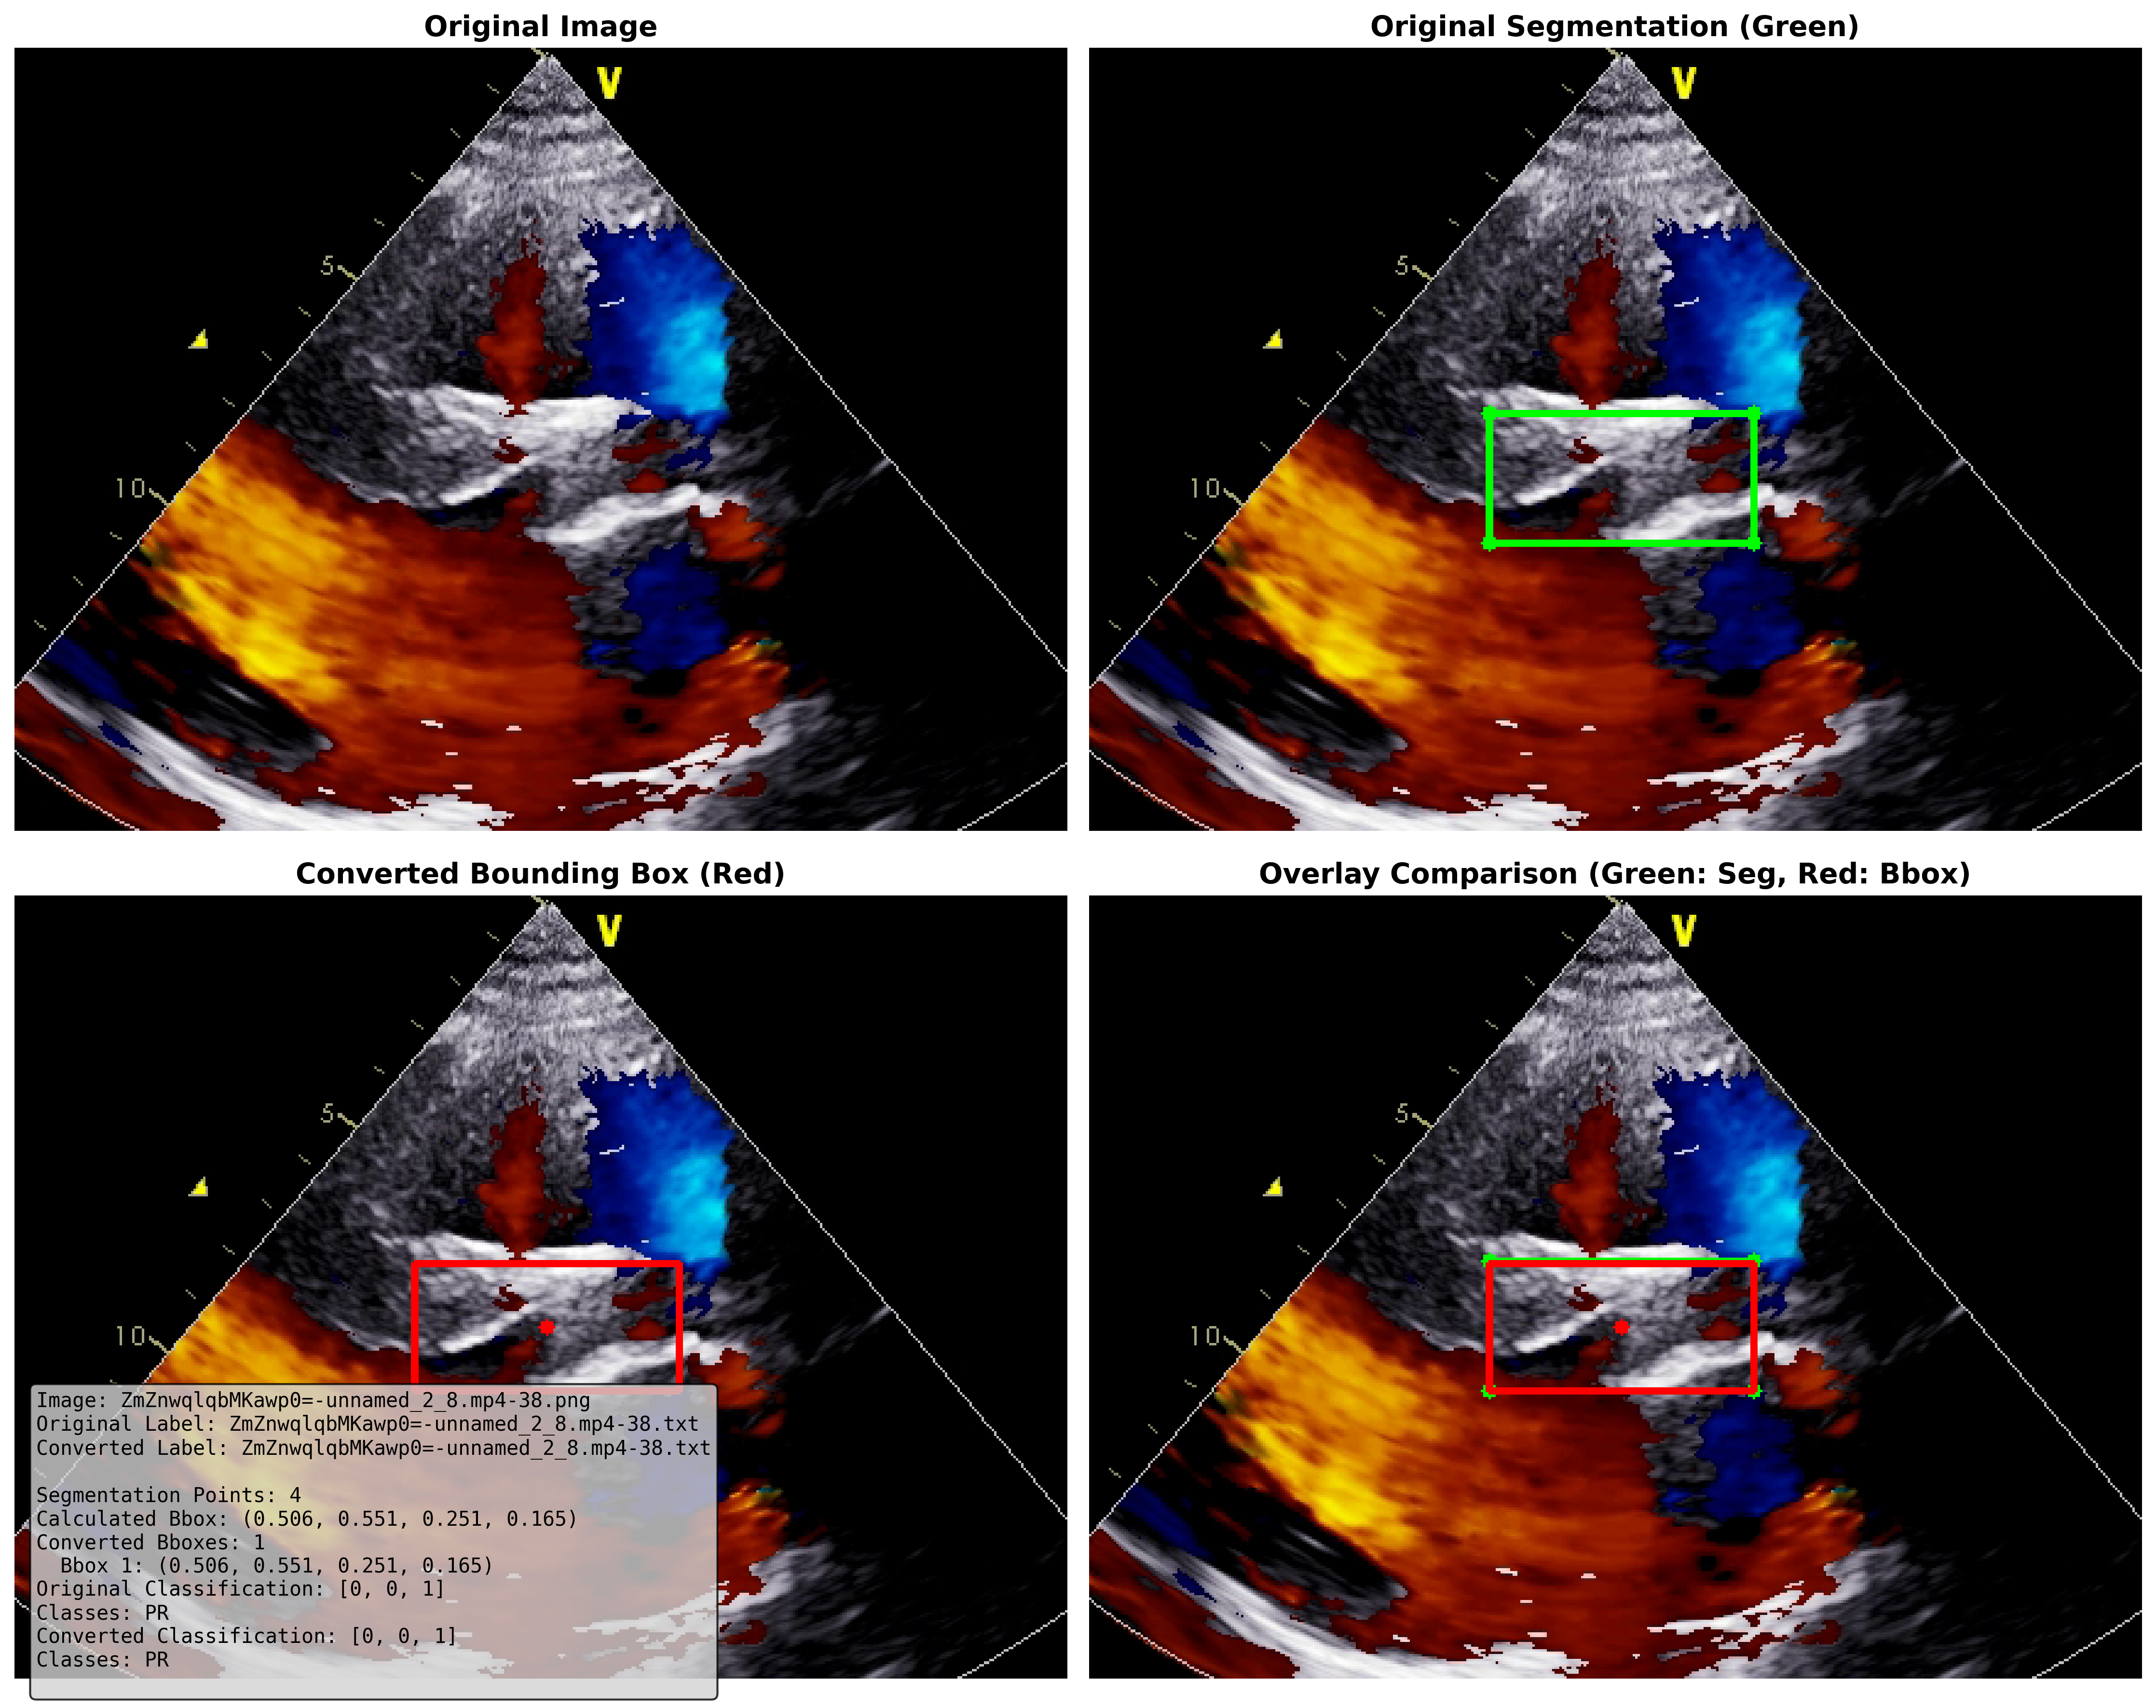 Original Image
Original Segmentation (Green)
V
5
10
V
5
10
Converted Bounding Box (Red)
Overlay Comparison (Green: Seg, Red: Bbox)
V
5
10
V
5
10
Image: ZmZnwqlqbMKawp0=-unnamed_2_8.mp4-38.png
Original Label: ZmZnwqlqbMKawp0=-unnamed_2_8.mp4-38.txt
Converted Label: ZmZnwqlqbMKawp0=-unnamed_2_8.mp4-38.txt
Segmentation Points: 4
Calculated Bbox: (0.506, 0.551, 0.251, 0.165)
Converted Bboxes: 1
Bbox 1: (0.506, 0.551, 0.251, 0.165)
Original Classification: [0, 0, 1]
Classes: PR
Converted Classification: [0, 0, 1]
Classes: PR